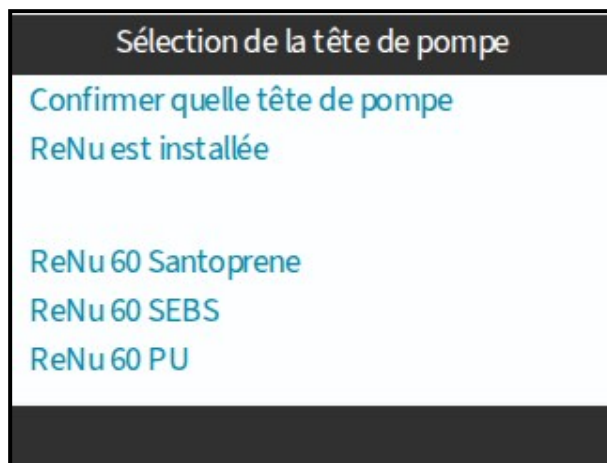 Sélection de la tête de pompe
Confirmer quelle tête de pompe
ReNu est installée
ReNu 60 Santoprene
ReNu 60 SEBS
ReNu 60 PU